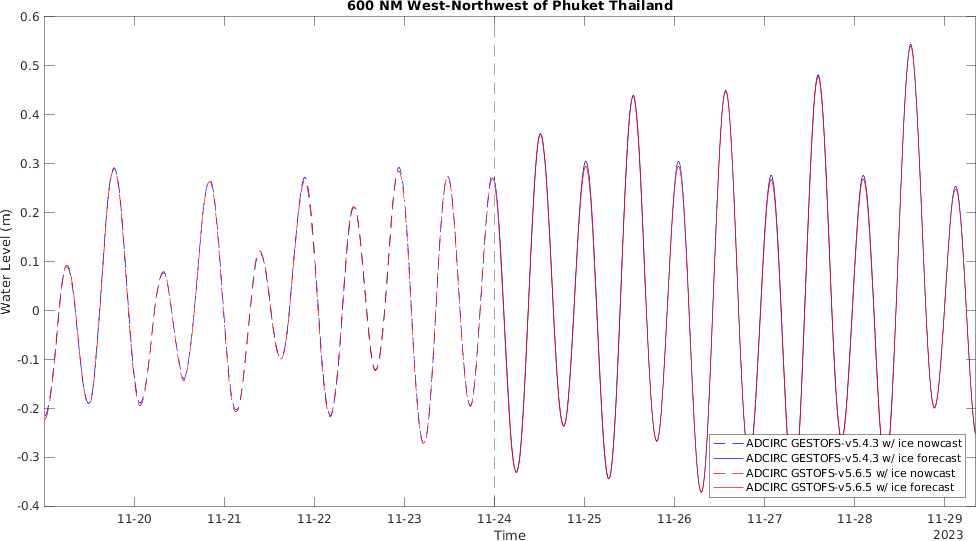 600 NM West-Northwest of Phuket Thailand
0.6
0.5
0.4
0.3
0.2
0.1
0
-0.1
-0.2
-0.3
-0.4
Water Level (m)
ADCIRC GESTOFS-v5.4.3 w/ ice nowcast
ADCIRC GESTOFS-v5.4.3 w/ ice forecast
ADCIRC GSTOFS-v5.6.5 w/ ice nowcast
ADCIRC GSTOFS-v5.6.5 w/ ice forecast
11-20 11-21 11-22 11-23 11-24 11-25 11-26 11-27 11-28 11-29
Time
2023